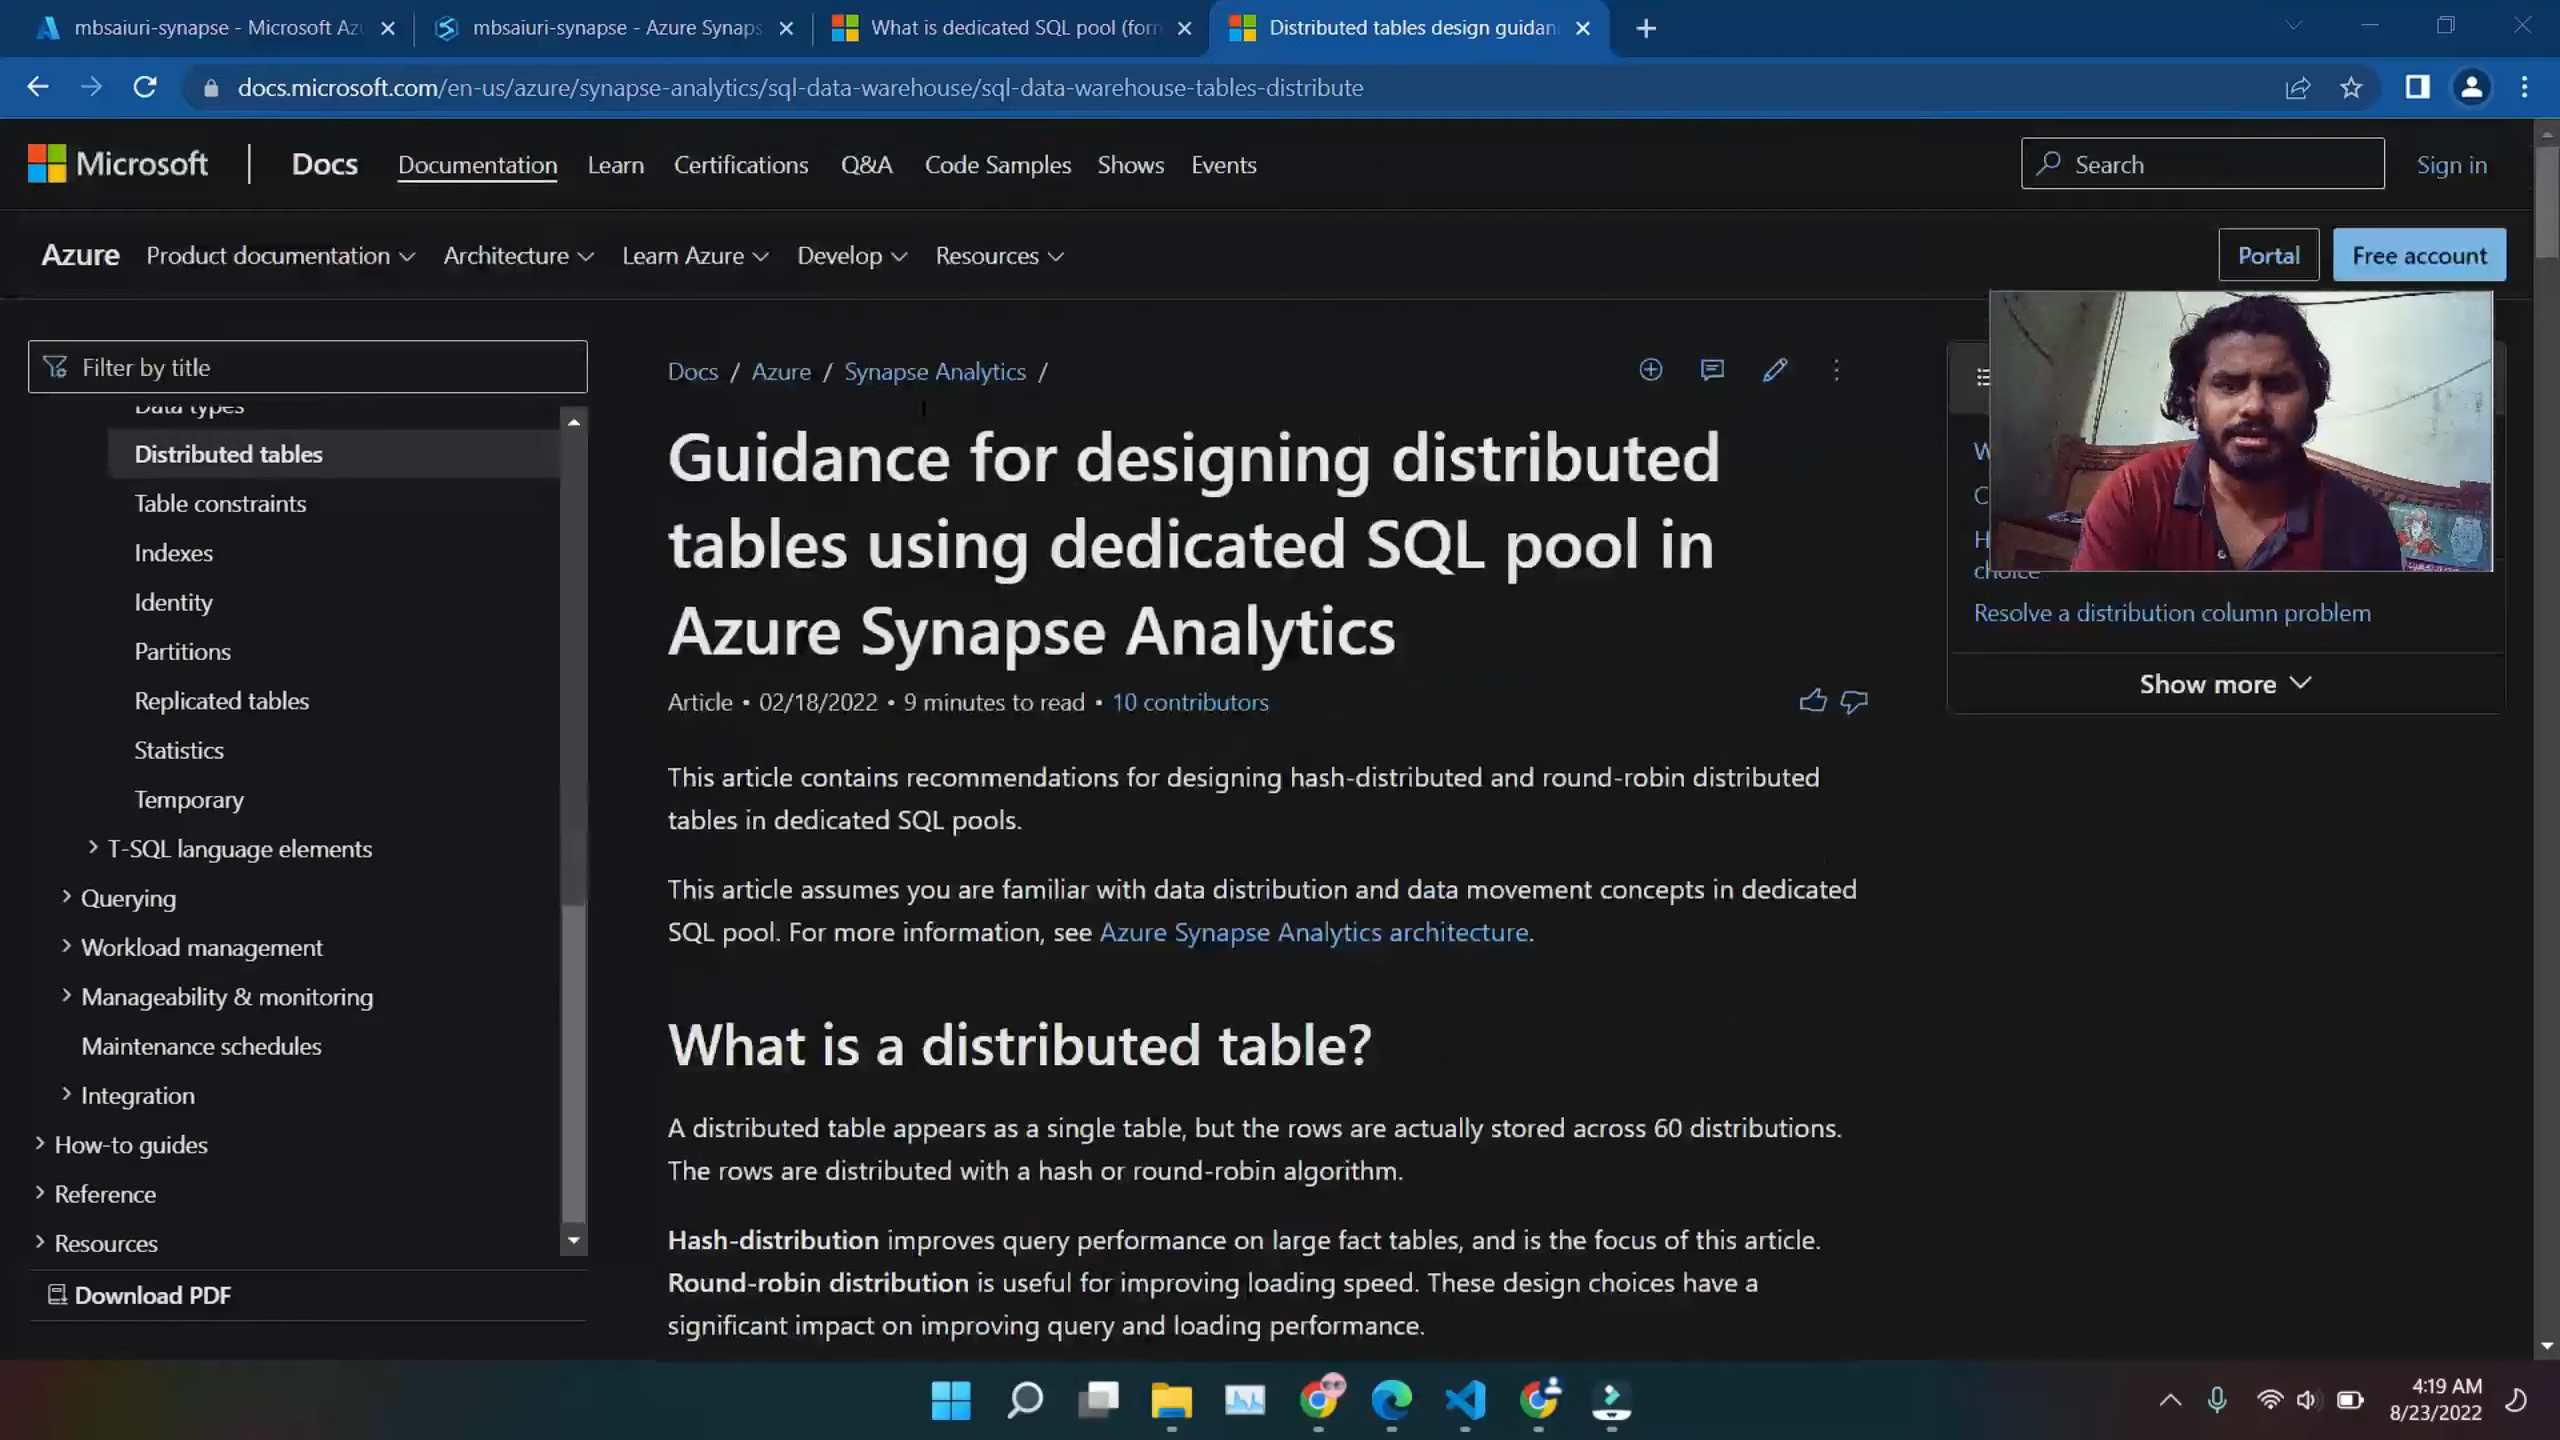 mbsaiuri-synapse - Microsoft Az
mbsaiuri-synapse - Azure Synaps
What is dedicated SQL pool (for
Distributed tables design guidan
docs.microsoft.com/en-us/azure/synapse-analytics/sql-data-warehouse/sql-data-warehouse-tables-distribute
Microsoft
Docs
Documentation
Learn
Certifications
Q&A
Code Samples
Shows
Events
Search
Sign in
Azure
Product documentation
Architecture
Learn Azure
Develop
Resources
Portal
Free account
Filter by title
Data types
Distributed tables
Table constraints
Indexes
Identity
Partitions
Replicated tables
Statistics
Temporary
T-SQL language elements
Querying
Workload management
Manageability & monitoring
Maintenance schedules
Integration
How-to guides
Reference
Resources
Download PDF
Docs / Azure / Synapse Analytics /
Guidance for designing distributed
tables using dedicated SQL pool in
Azure Synapse Analytics
Article • 02/18/2022 • 9 minutes to read • 10 contributors
This article contains recommendations for designing hash-distributed and round-robin distributed
tables in dedicated SQL pools.
This article assumes you are familiar with data distribution and data movement concepts in dedicated
SQL pool. For more information, see Azure Synapse Analytics architecture.
What is a distributed table?
A distributed table appears as a single table, but the rows are actually stored across 60 distributions.
The rows are distributed with a hash or round-robin algorithm.
Hash-distribution improves query performance on large fact tables, and is the focus of this article.
Round-robin distribution is useful for improving loading speed. These design choices have a
significant impact on improving query and loading performance.
W
C
H
choice
Resolve a distribution column problem
Show more
4:19 AM
8/23/2022